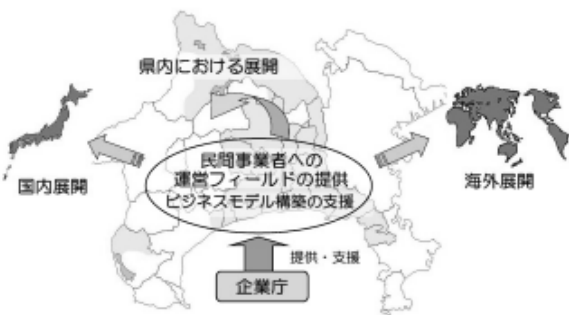 県内における展開
民間事業者への
運営フィールドの提供
ビジネスモデル構築の支援
国内展開
海外展開
提供・支援
企業庁